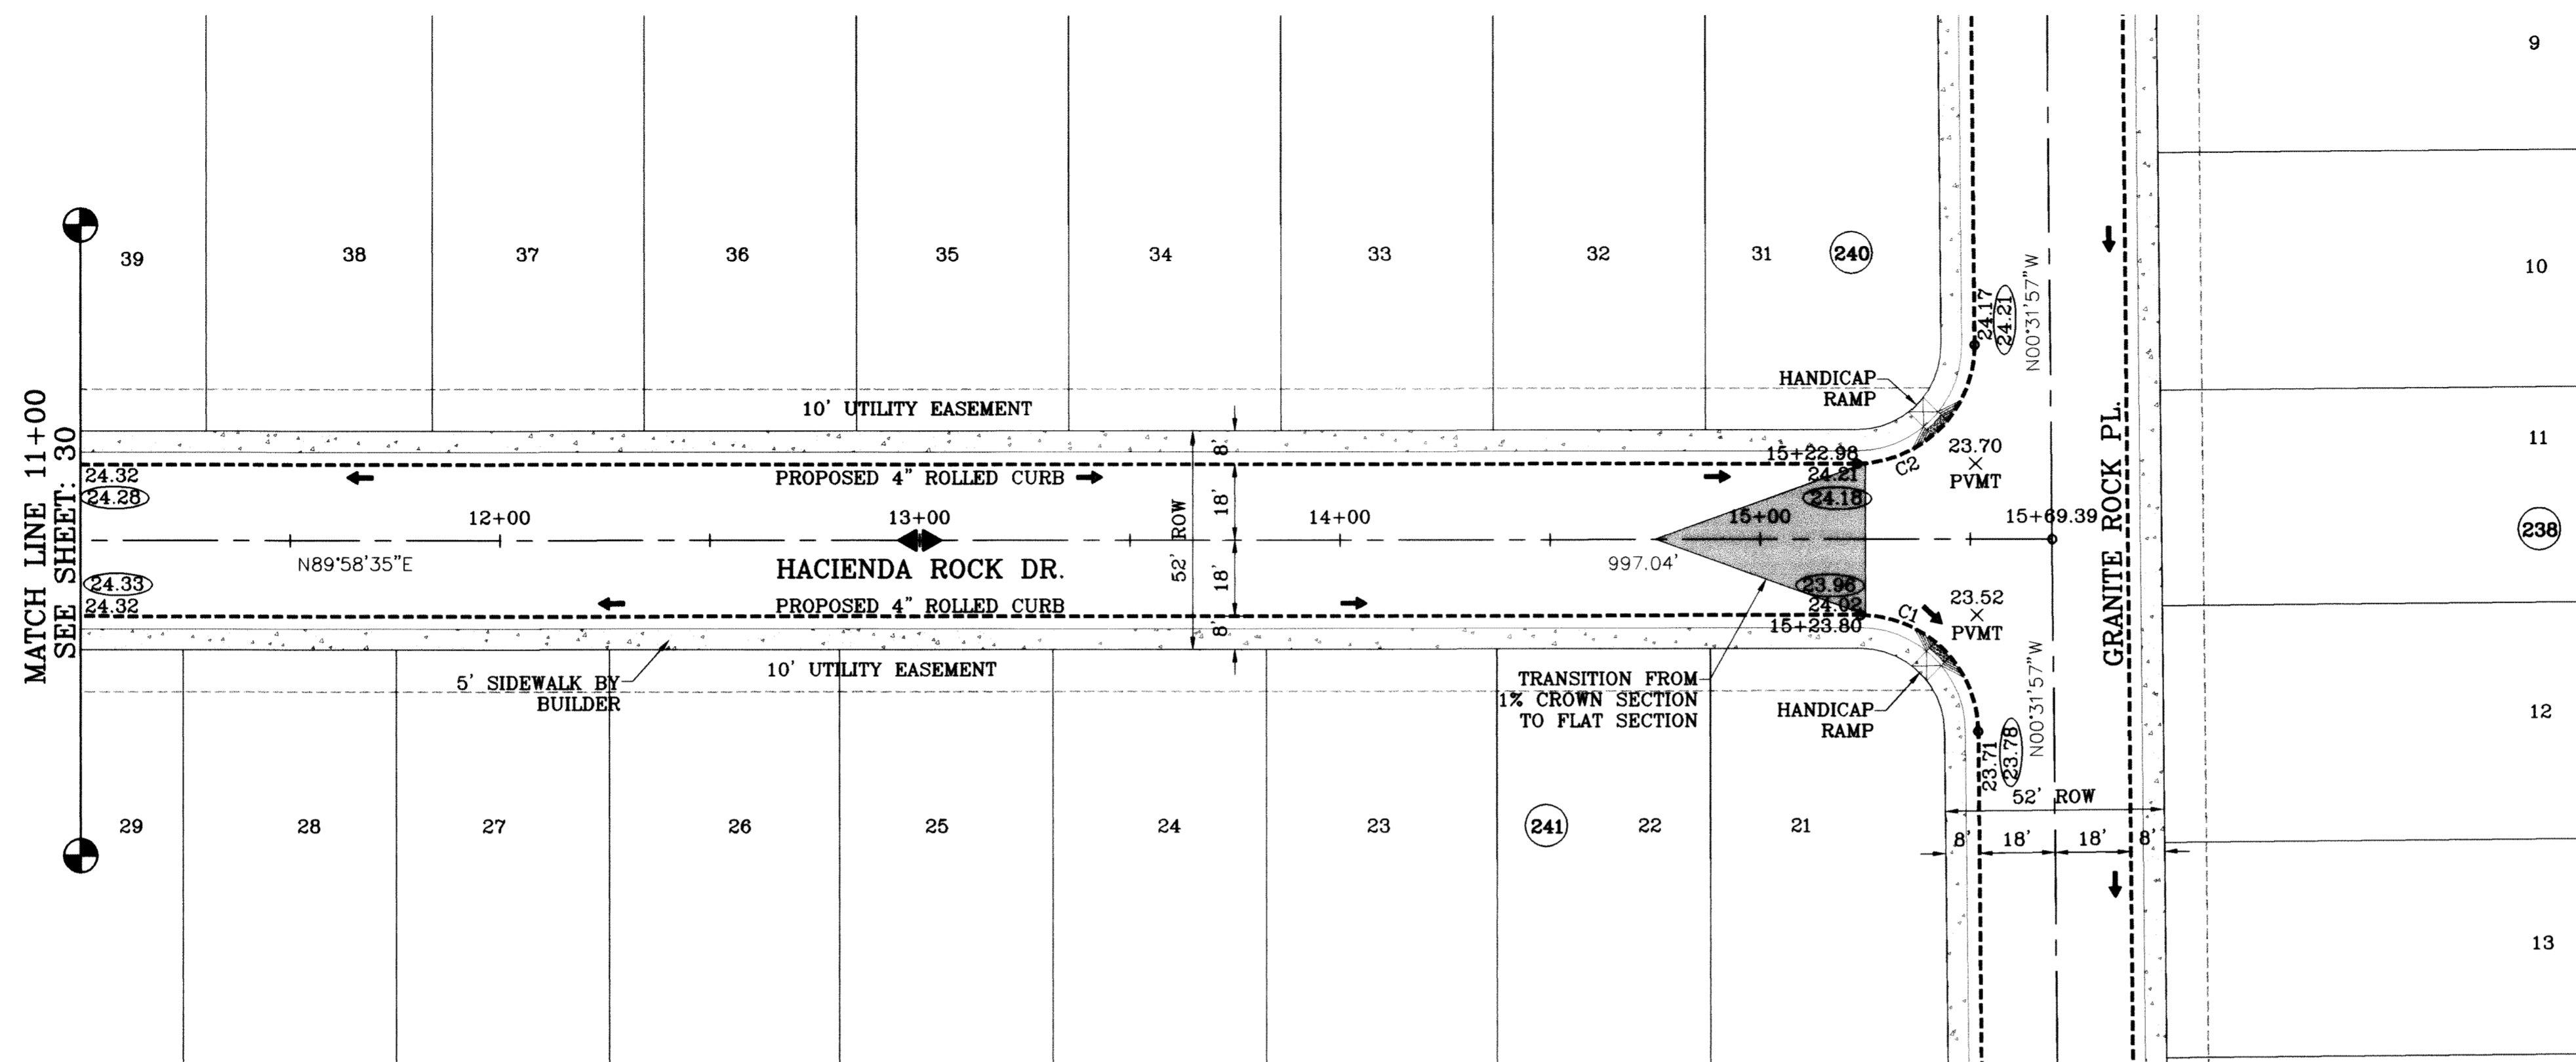 9
39
38
37
36
35
34
33
32
31
240
10
24.17
24.21
N00°31'57"W
HANDICAP
RAMP
MATCH LINE 11+00
SEE SHEET: 30
10' UTILITY EASEMENT
8'
15+22.98
C2
23.70
PVMT
GRANITE ROCK PL.
11
24.32
24.28
PROPOSED 4" ROLLED CURB
24.21
24.18
18'
52' ROW
12+00
13+00
14+00
15+00
15+69.39
238
N89°58'35"E
HACIENDA ROCK DR.
997.04'
18'
24.33
24.32
PROPOSED 4" ROLLED CURB
23.96
24.02
15+23.80
C1
23.52
PVMT
8'
5' SIDEWALK BY
BUILDER
10' UTILITY EASEMENT
TRANSITION FROM
1% CROWN SECTION
TO FLAT SECTION
HANDICAP
RAMP
N00°31'57"W
23.71
23.78
12
52' ROW
8'
18'
18'
8'
29
28
27
26
25
24
23
241
22
21
13